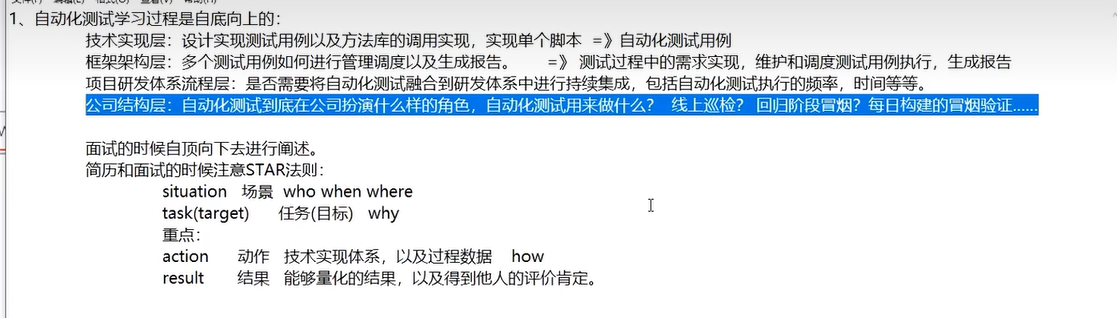 文件(F) 编辑(E) 格式(O) 查看(V) 帮助(H)
1、自动化测试学习过程是自底向上的：
技术实现层：设计实现测试用例以及方法库的调用实现，实现单个脚本 =》自动化测试用例
框架架构层：多个测试用例如何进行管理调度以及生成报告。 =》 测试过程中的需求实现，维护和调度测试用例执行，生成报告
项目研发体系流程层：是否需要将自动化测试融合到研发体系中进行持续集成，包括自动化测试执行的频率，时间等等。
公司结构层：自动化测试到底在公司扮演什么样的角色，自动化测试用来做什么？ 线上巡检？ 回归阶段冒烟？每日构建的冒烟验证......
面试的时候自顶向下去进行阐述。
简历和面试的时候注意STAR法则：
situation 场景 who when where
task(target) 任务(目标) why
重点：
action 动作 技术实现体系，以及过程数据 how
result 结果 能够量化的结果，以及得到他人的评价肯定。